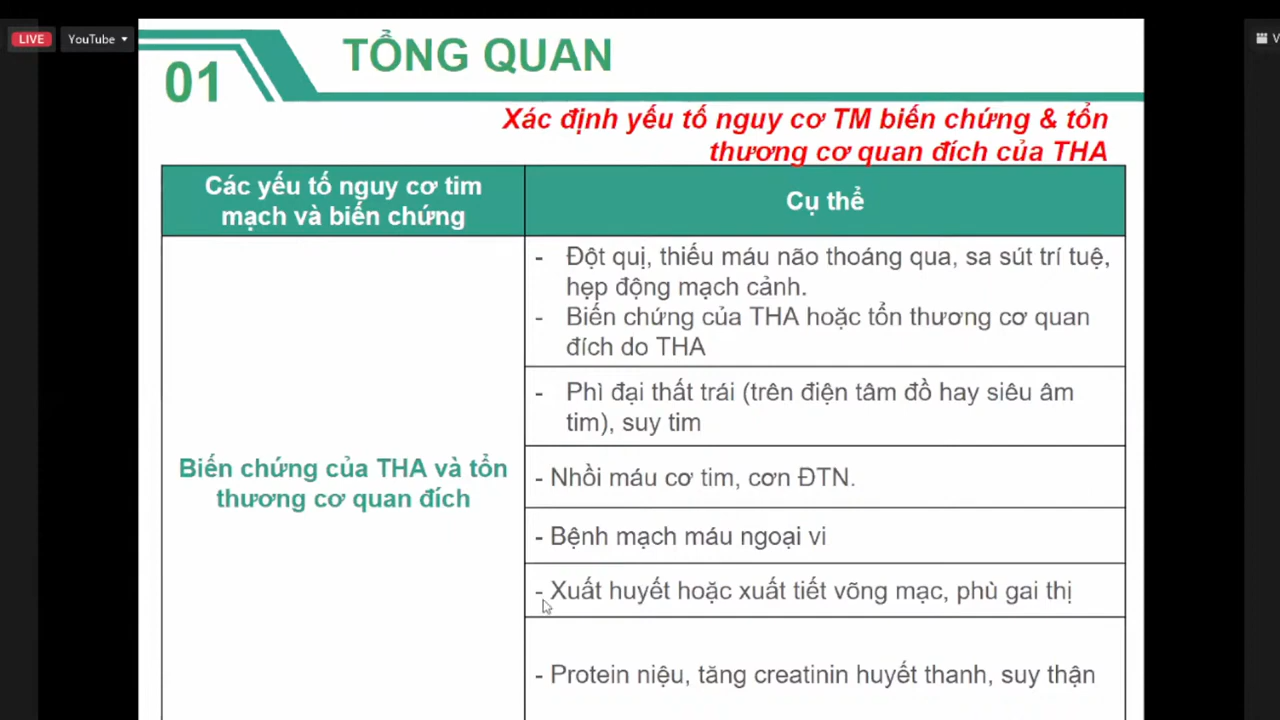 LIVE
YouTube
V
01
TỔNG QUAN
Xác định yếu tố nguy cơ TM biến chứng & tổn
thương cơ quan đích của THA
Các yếu tố nguy cơ tim
mạch và biến chứng
Cụ thể
- Đột quị, thiếu máu não thoáng qua, sa sút trí tuệ,
hẹp động mạch cảnh.
- Biến chứng của THA hoặc tổn thương cơ quan
đích do THA
- Phì đại thất trái (trên điện tâm đồ hay siêu âm
tim), suy tim
Biến chứng của THA và tổn
thương cơ quan đích
- Nhồi máu cơ tim, cơn ĐTN.
- Bệnh mạch máu ngoại vi
- Xuất huyết hoặc xuất tiết võng mạc, phù gai thị
- Protein niệu, tăng creatinin huyết thanh, suy thận